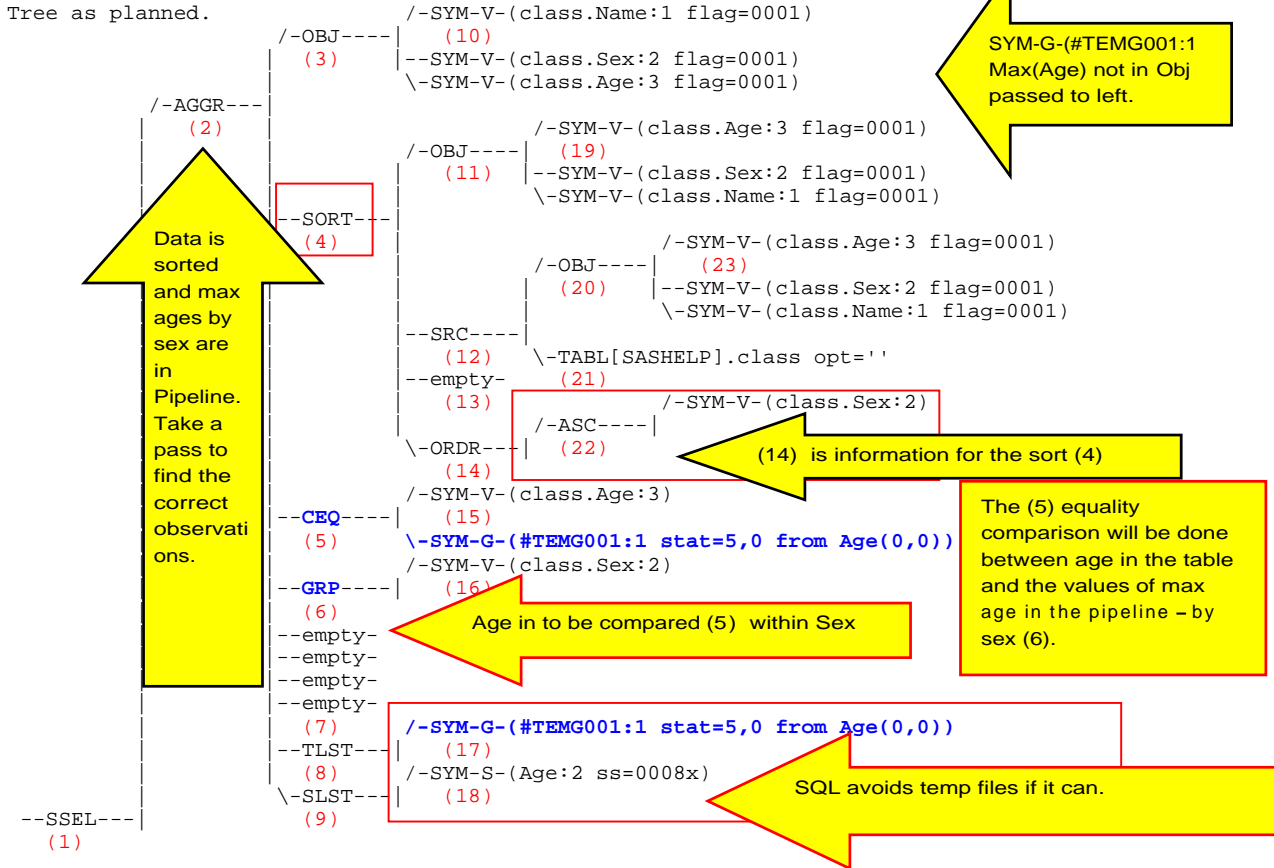 Tree as planned.
/-SYM-V-(class.Name:1 flag=0001)
/-OBJ----| (10)
(3) |--SYM-V-(class.Sex:2 flag=0001)
\-SYM-V-(class.Age:3 flag=0001)
SYM-G-(#TEMG001:1
Max(Age) not in Obj
passed to left.
/-AGGR---|
(2)
/-SYM-V-(class.Age:3 flag=0001)
/-OBJ----| (19)
(11) |--SYM-V-(class.Sex:2 flag=0001)
\-SYM-V-(class.Name:1 flag=0001)
--SORT---|
(4)
/-SYM-V-(class.Age:3 flag=0001)
/-OBJ----| (23)
(20) |--SYM-V-(class.Sex:2 flag=0001)
\-SYM-V-(class.Name:1 flag=0001)
--SRC----|
(12) \-TABL[SASHELP].class opt=''
--empty- (21)
(13) /-SYM-V-(class.Sex:2)
/-ASC----|
\-ORDR---| (22)
(14)
(14) is information for the sort (4)
Data is
sorted
and max
ages by
sex are
in
Pipeline.
Take a
pass to
find the
correct
observati
ons.
/-SYM-V-(class.Age:3)
--CEQ----| (15)
(5) \-SYM-G-(#TEMG001:1 stat=5,0 from Age(0,0))
/-SYM-V-(class.Sex:2)
--GRP----| (16)
(6)
The (5) equality
comparison will be done
between age in the table
and the values of max
age in the pipeline – by
sex (6).
Age in to be compared (5) within Sex
--empty-
--empty-
--empty-
--empty-
(7) /-SYM-G-(#TEMG001:1 stat=5,0 from Age(0,0))
--TLST---| (17)
(8) /-SYM-S-(Age:2 ss=0008x)
\-SLST---| (18)
(9)
SQL avoids temp files if it can.
--SSEL---|
(1)